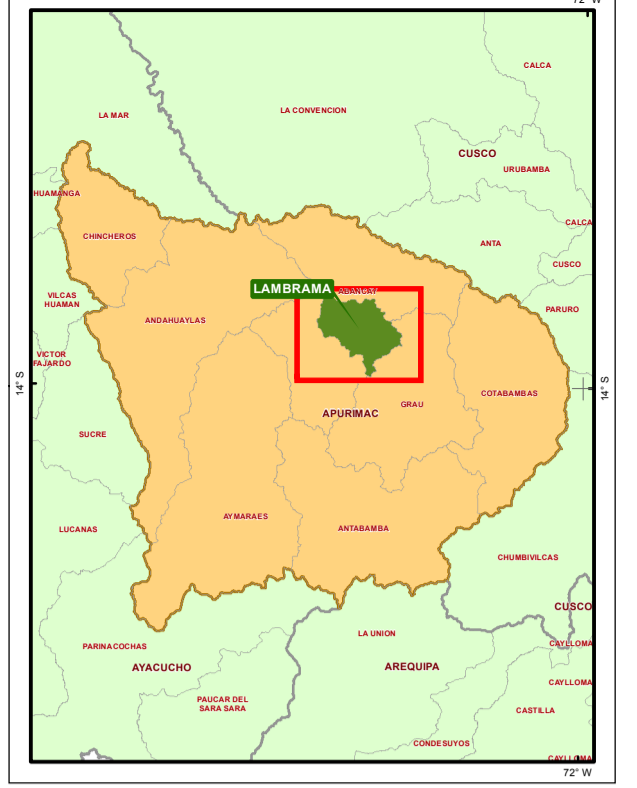 72° W
CALCA
LA MAR
LA CONVENCION
CUSCO
URUBAMBA
HUAMANGA
CALCA
CHINCHEROS
ANTA
CUSCO
LAMBRAMA
ABANCAY
VILCAS
HUAMAN
PARURO
ANDAHUAYLAS
VICTOR
FAJARDO
14° S
14° S
COTABAMBAS
GRAU
APURIMAC
SUCRE
AYMARAES
LUCANAS
ANTABAMBA
CHUMBIVILCAS
CUSCO
LA UNION
CAYLLOMA
PARINACOCHAS
AYACUCHO
AREQUIPA
CAYLLOMA
PAUCAR DEL
SARA SARA
CASTILLA
CONDESUYOS
CAYLLOMA
72° W